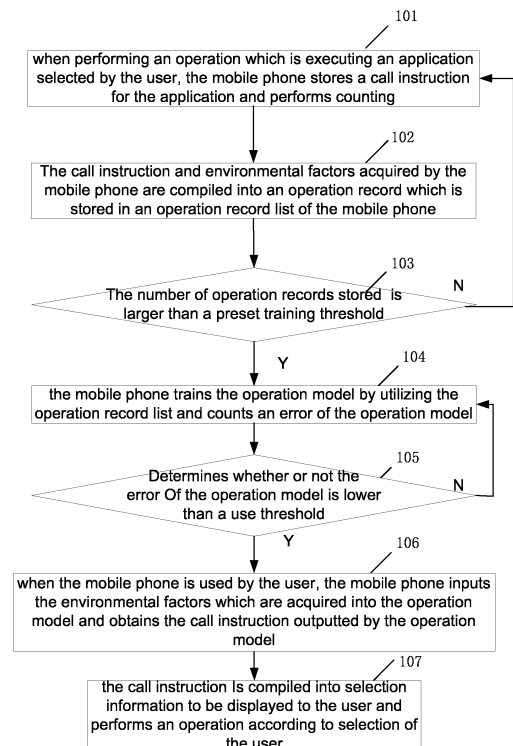 101
when performing an operation which is executing an application
selected by the user, the mobile phone stores a call instruction
for the application and performs counting
102
The call instruction and environmental factors acquired by the
mobile phone are compiled into an operation record which is
stored in an operation record list of the mobile phone
103
N
The number of operation records stored is
larger than a preset training threshold
Y
104
the mobile phone trains the operation model by utilizing the
operation record list and counts an error of the operation model
105
Determines whether or not the
N
error Of the operation model is lower
than a use threshold
Y
106
when the mobile phone is used by the user, the mobile phone inputs
the environmental factors which are acquired into the operation
model and obtains the call instruction outputted by the operation
model
107
the call instruction Is compiled into selection
information to be displayed to the user and
performs an operation according to selection of
the user